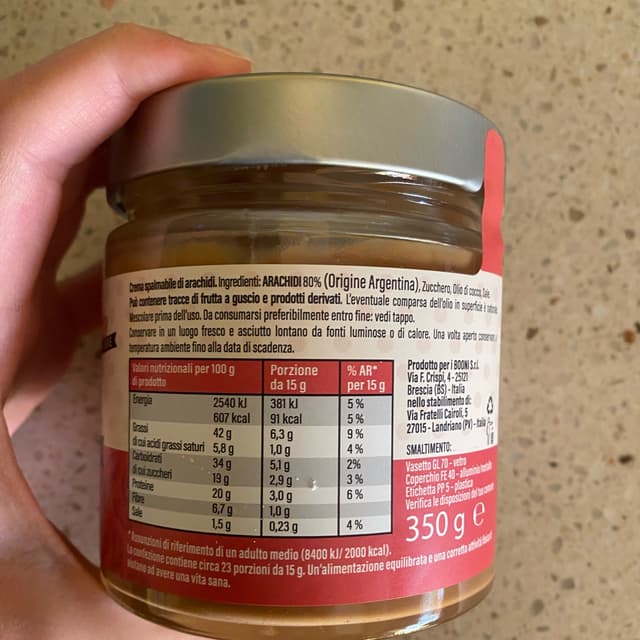 Crema spalmabile di arachidi. Ingredienti: ARACHIDI 80% (Origine Argentina), Zucchero, Olio di cocco, Sale.
Può contenere tracce di frutta a guscio e prodotti derivati. L'eventuale comparsa dell'olio in superficie è naturale.
Mescolare prima dell'uso. Da consumarsi preferibilmente entro fine: vedi tappo.
Conservare in un luogo fresco e asciutto lontano da fonti luminose o di calore. Una volta aperto conservare
temperatura ambiente fino alla data di scadenza.
Valori nutrizionali per 100 g di prodotto Porzione da 15 g % AR* per 15 g
Energia 2540 kJ 381 kJ 5 %
607 kcal 91 kcal 5 %
Grassi 42 g 6,3 g 9 %
di cui acidi grassi saturi 5,8 g 1,0 g 4 %
Carboidrati 34 g 5,1 g 2%
di cui zuccheri 19 g 2,9 g 3 %
Proteine 20 g 3,0 g 6 %
Fibre 6,7 g 1,0 g
Sale 1,5 g 0,23 g 4 %
* Assunzioni di riferimento di un adulto medio (8400 kJ/ 2000 kcal).
La confezione contiene circa 23 porzioni da 15 g. Un'alimentazione equilibrata e una corretta attività fisica
aiutano ad avere una vita sana.
Prodotto per i BOONI S.r.l.
Via F. Crispi, 4 - 25121
Brescia (BS) - Italia
nello stabilimento di:
Via Fratelli Cairoli, 5
27015 - Landriano (PV) - Italia
SMALTIMENTO:
Vasetto GL 70 - vetro
Coperchio FE 40 - alluminio
Etichetta PP 5 - plastica
Verifica le disposizioni del tuo comune
350 g e